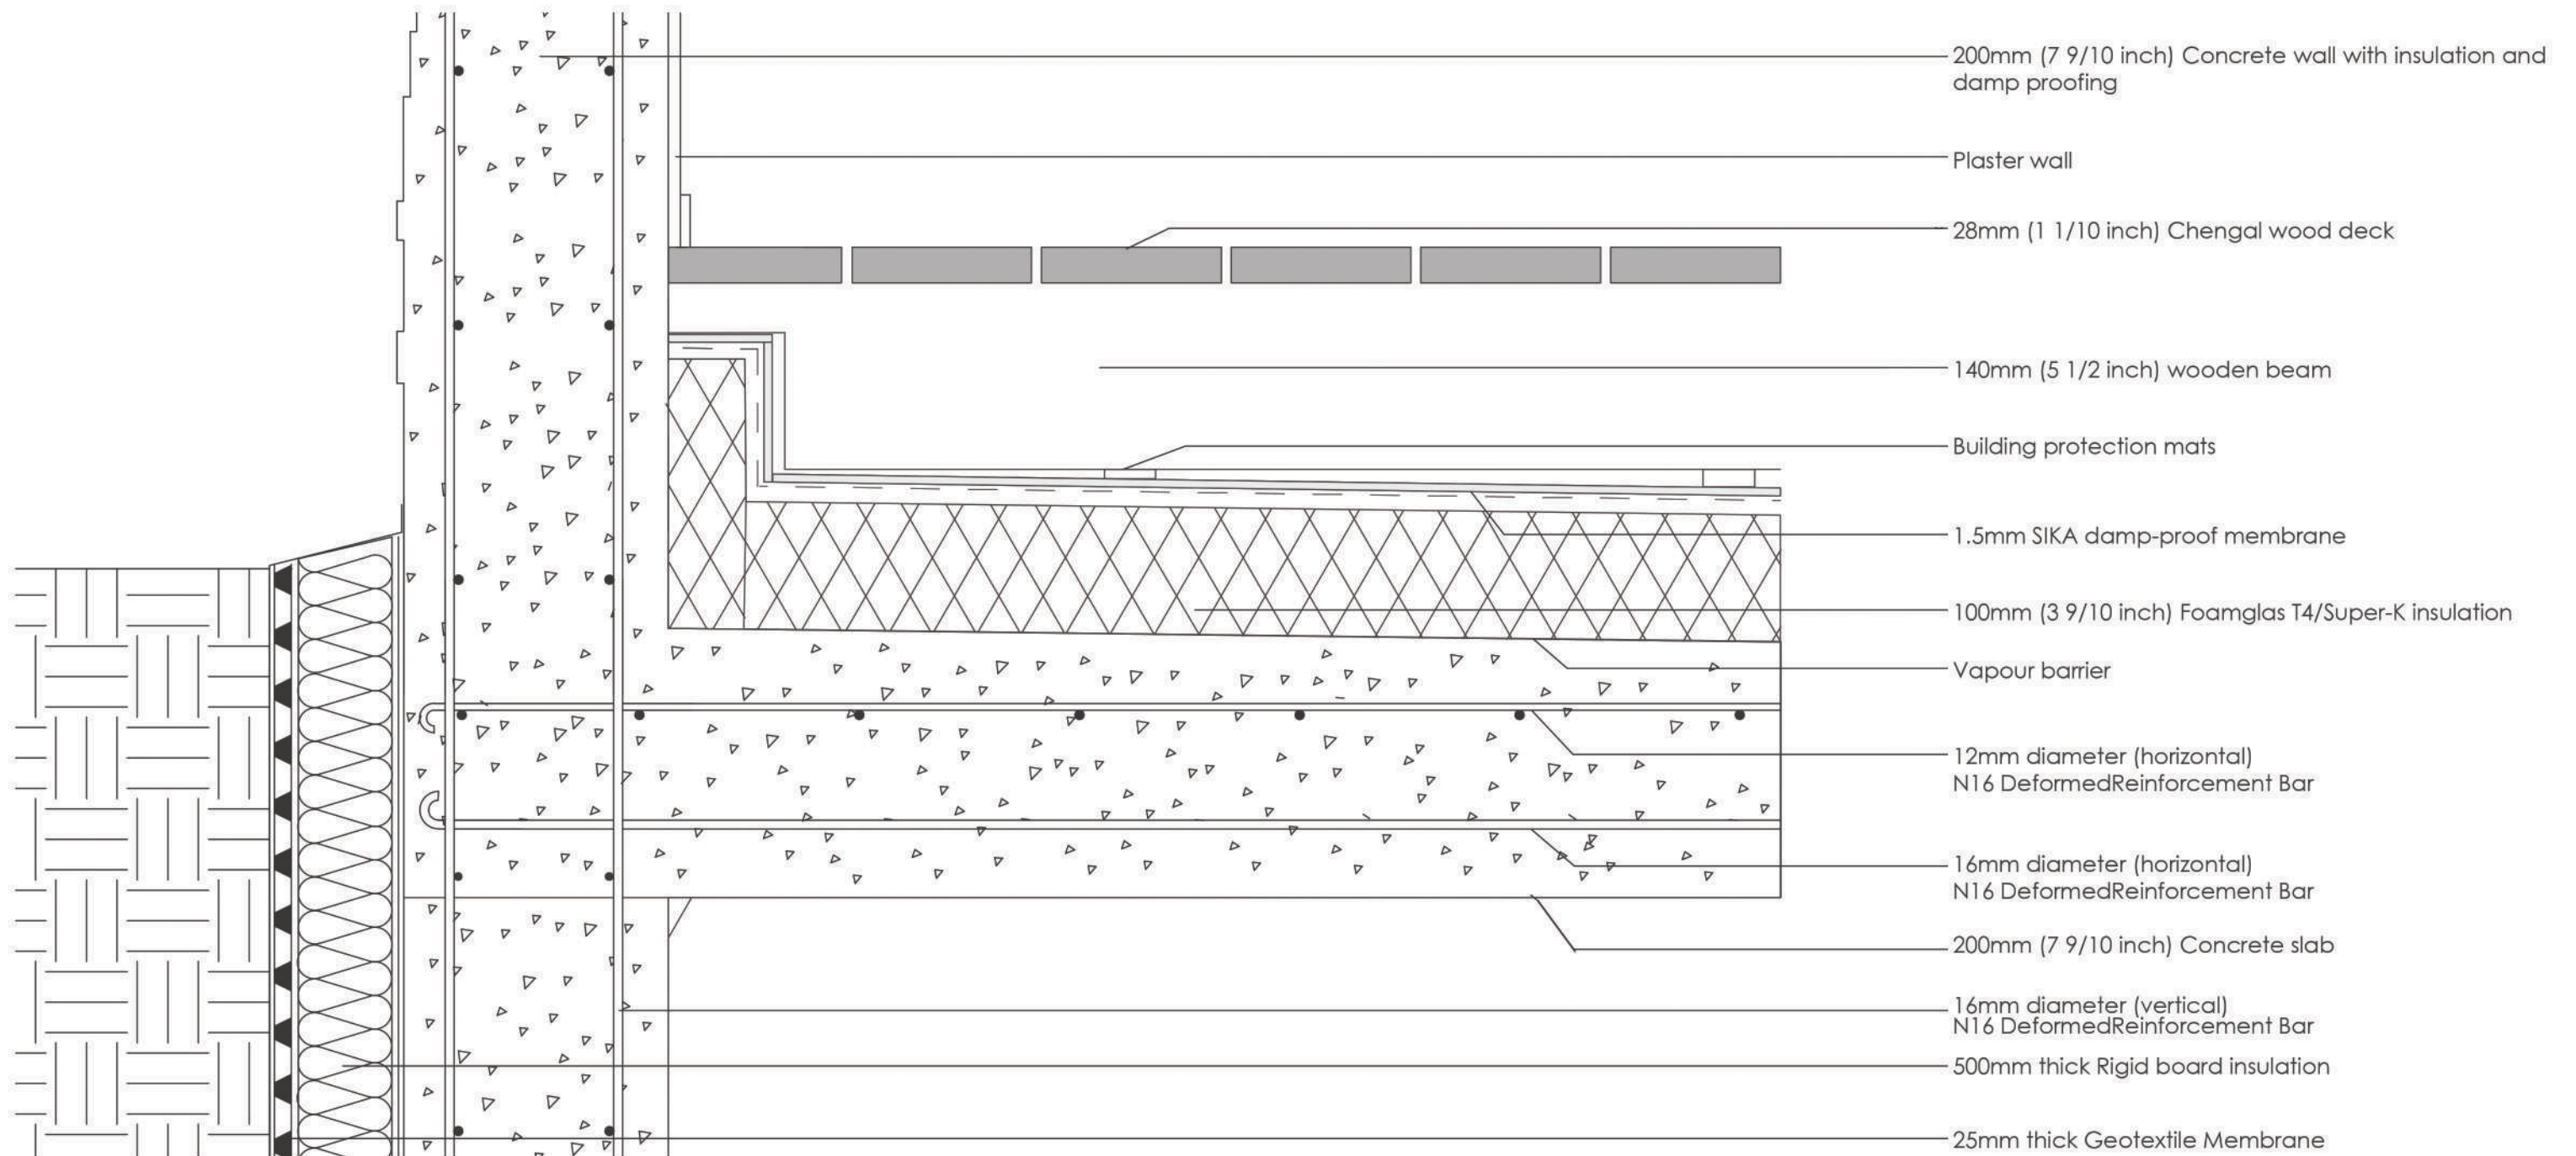 200mm (7 9/10 inch) Concrete wall with insulation and
damp proofing
Plaster wall
28mm (1 1/10 inch) Chengal wood deck
140mm (5 1/2 inch) wooden beam
Building protection mats
1.5mm SIKA damp-proof membrane
100mm (3 9/10 inch) Foamglas T4/Super-K insulation
Vapour barrier
12mm diameter (horizontal)
N16 DeformedReinforcement Bar
16mm diameter (horizontal)
N16 DeformedReinforcement Bar
200mm (7 9/10 inch) Concrete slab
16mm diameter (vertical)
N16 DeformedReinforcement Bar
500mm thick Rigid board insulation
25mm thick Geotextile Membrane